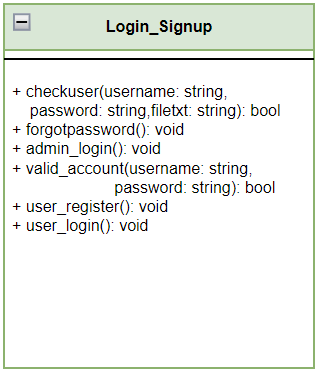 Login_Signup
+ checkuser(username: string,
password: string,filetxt: string): bool
+ forgotpassword(): void
+ admin_login(): void
+ valid_account(username: string,
password: string): bool
+ user_register(): void
+ user_login(): void